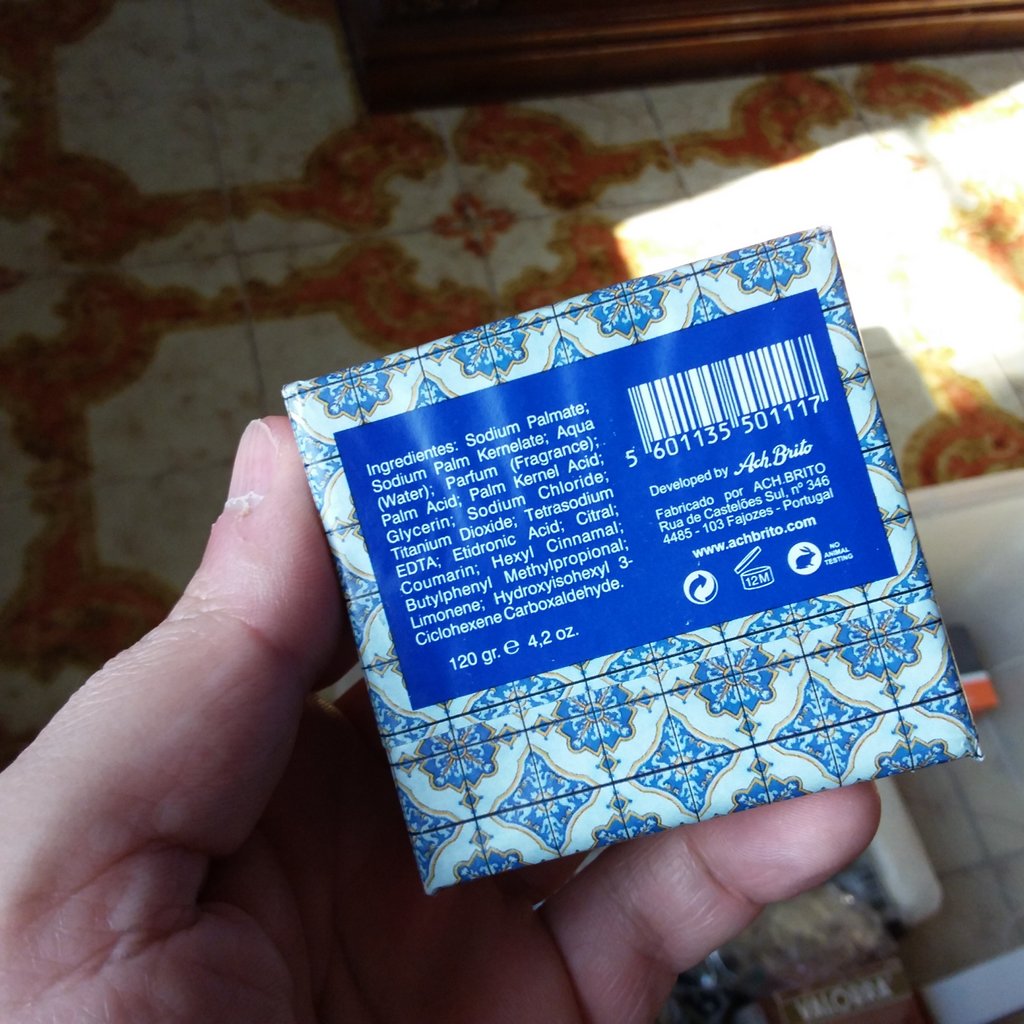 Ingredientes: Sodium Palmate;
Sodium Palm Kernelate; Aqua
(Water); Parfum (Fragrance);
Palm Acid; Palm Kernel Acid;
Glycerin; Sodium Chloride;
Titanium Dioxide; Tetrasodium
EDTA; Etidronic Acid; Citral;
Coumarin; Hexyl Cinnamal;
Butylphenyl Methylpropional;
Limonene; Hydroxyisohexyl 3-
Ciclohexene Carboxaldehyde.
120 gr. e 4,2 oz.
5 601135 501117
Developed by Ach. Brito
Fabricado por ACH.BRITO
Rua de Castelões Sul, nº 346
4485 - 103 Fajozes - Portugal
www.achbrito.com
12M
NO
ANIMAL
TESTING